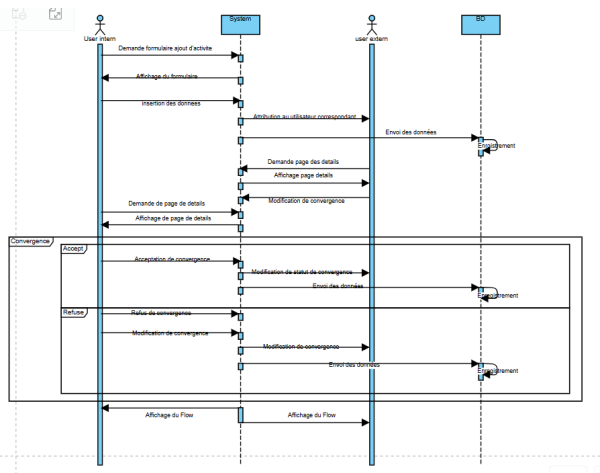 System
BD
User intern
user extern
Demande formulaire ajout d'activite
Affichage du formulaire
insertion des donnees
Attribution au utilisateur correspondant
Envoi des données
Enregistrement
Demande page des details
Affichage page details
Modification de convergence
Demande de page de details
Affichage de page de details
Convergence
Accept
Acceptation de convergence
Modification de statut de convergence
Envoi des données
Enregistrement
Refuse
Refus de convergence
Modification de convergence
Modification de convergence
Envoi des données
Enregistrement
Affichage du Flow
Affichage du Flow